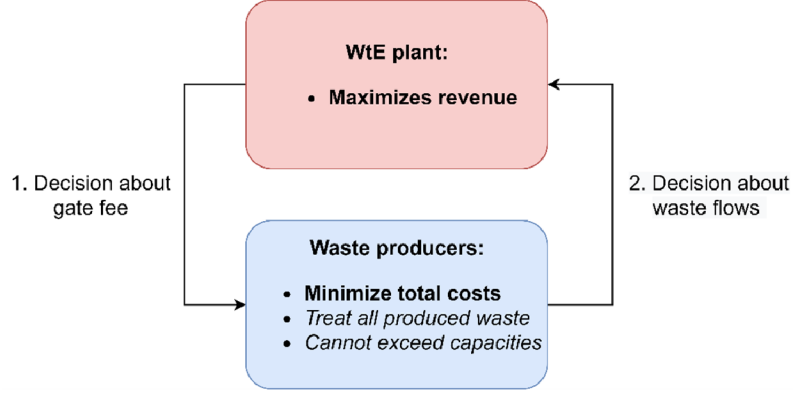 WtE plant:
• Maximizes revenue
1. Decision about
gate fee
2. Decision about
waste flows
Waste producers:
• Minimize total costs
• Treat all produced waste
• Cannot exceed capacities